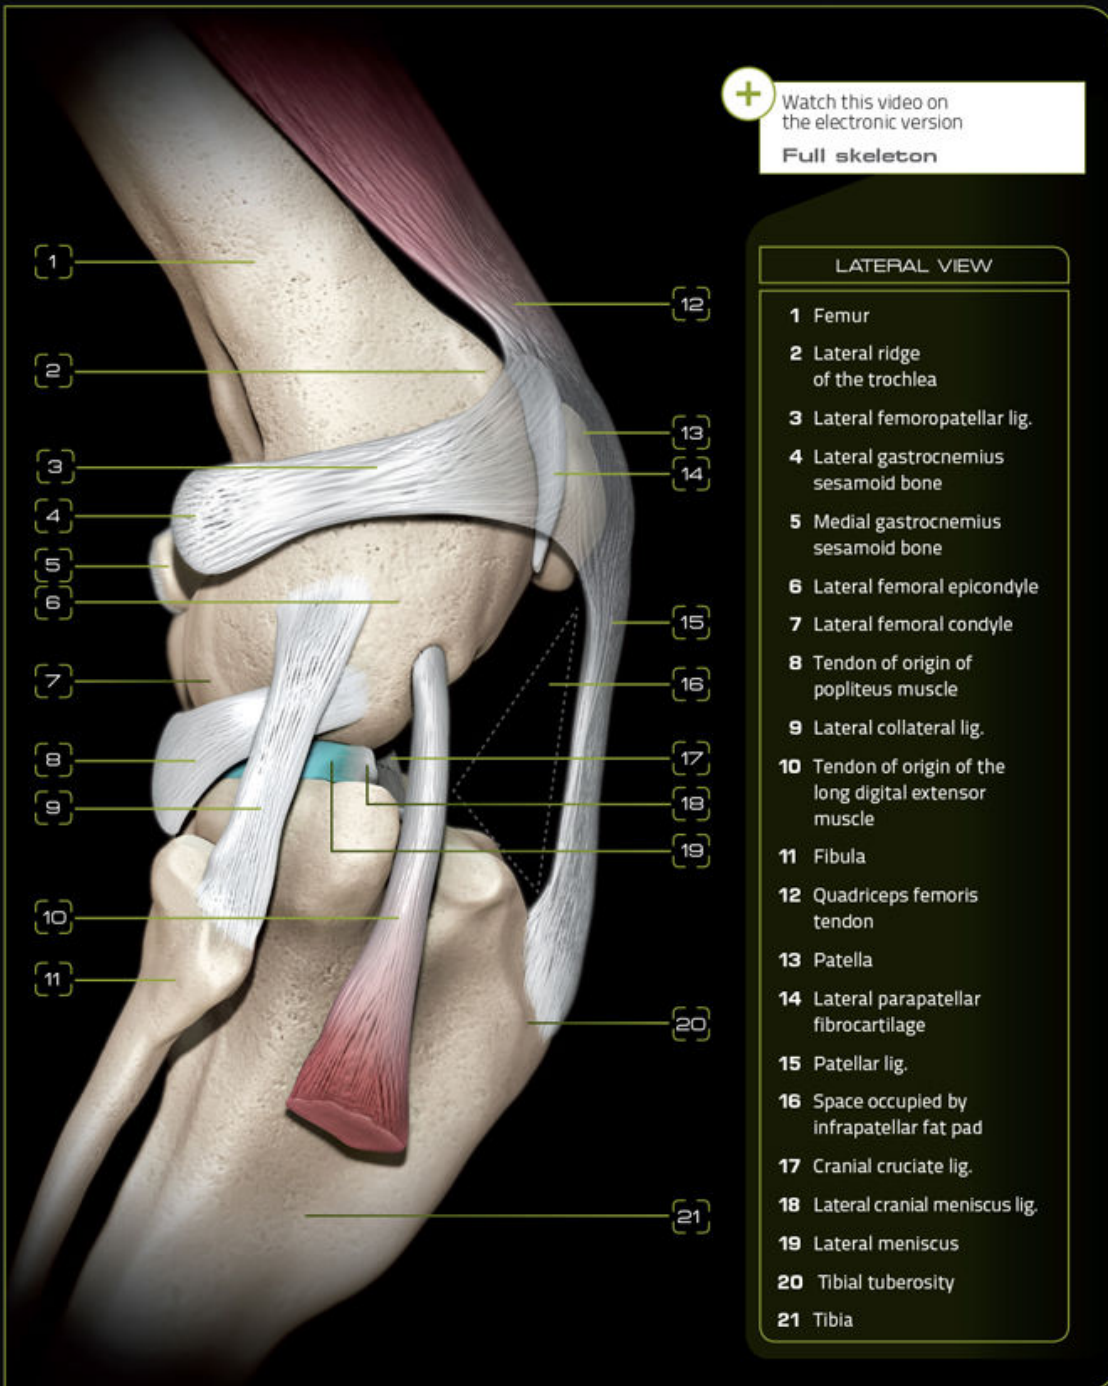 Watch this video on
the electronic version
Full skeleton
LATERAL VIEW
1 Femur
2 Lateral ridge
of the trochlea
3 Lateral femoropatellar lig.
4 Lateral gastrocnemius
sesamoid bone
5 Medial gastrocnemius
sesamoid bone
6 Lateral femoral epicondyle
7 Lateral femoral condyle
8 Tendon of origin of
popliteus muscle
9 Lateral collateral lig.
10 Tendon of origin of the
long digital extensor
muscle
11 Fibula
12 Quadriceps femoris
tendon
13 Patella
14 Lateral parapatellar
fibrocartilage
15 Patellar lig.
16 Space occupied by
infrapatellar fat pad
17 Cranial cruciate lig.
18 Lateral cranial meniscus lig.
19 Lateral meniscus
20 Tibial tuberosity
21 Tibia
1
2
3
4
5
6
7
8
9
10
11
12
13
14
15
16
17
18
19
20
21